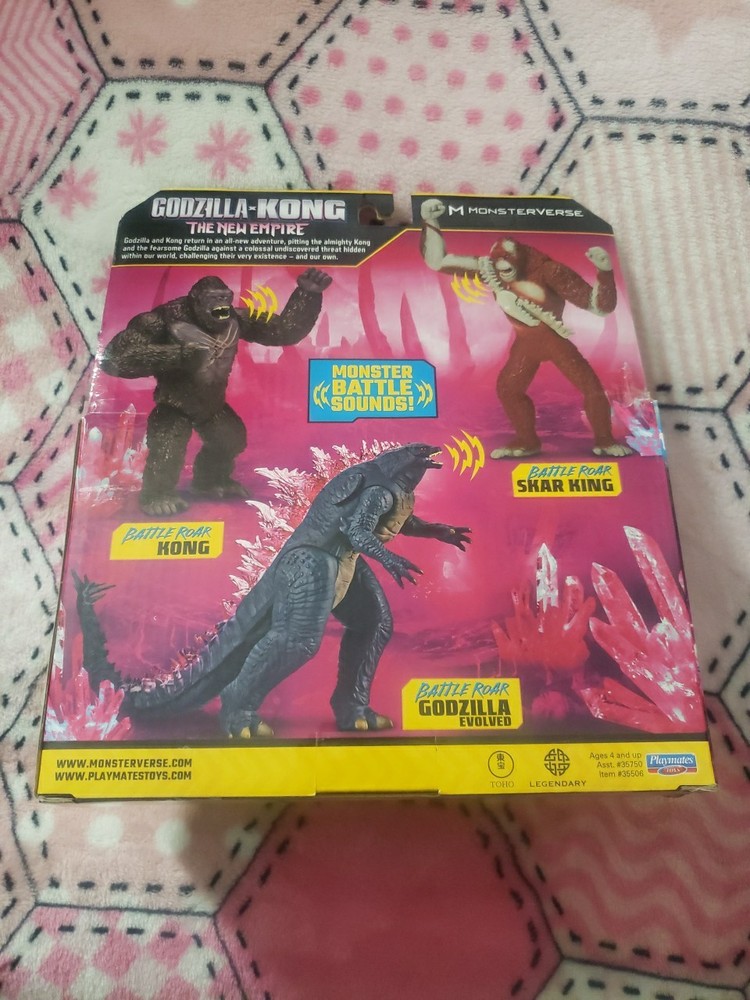 GODZILLA × KONG
THE NEW EMPIRE
Godzilla and Kong return in an all-new adventure, pitting the almighty Kong
and the fearsome Godzilla against a colossal undiscovered threat hidden
within our world, challenging their very existence – and our own.
M MONSTERVERSE
MONSTER
BATTLE
SOUNDS!
BATTLE ROAR
SKAR KING
BATTLE ROAR
KONG
BATTLE ROAR
GODZILLA
EVOLVED
WWW.MONSTERVERSE.COM
WWW.PLAYMATESTOYS.COM
東宝
TOHO
LEGENDARY
Ages 4 and up
Asst. #35750
Item #35506
Playmates
TOYS